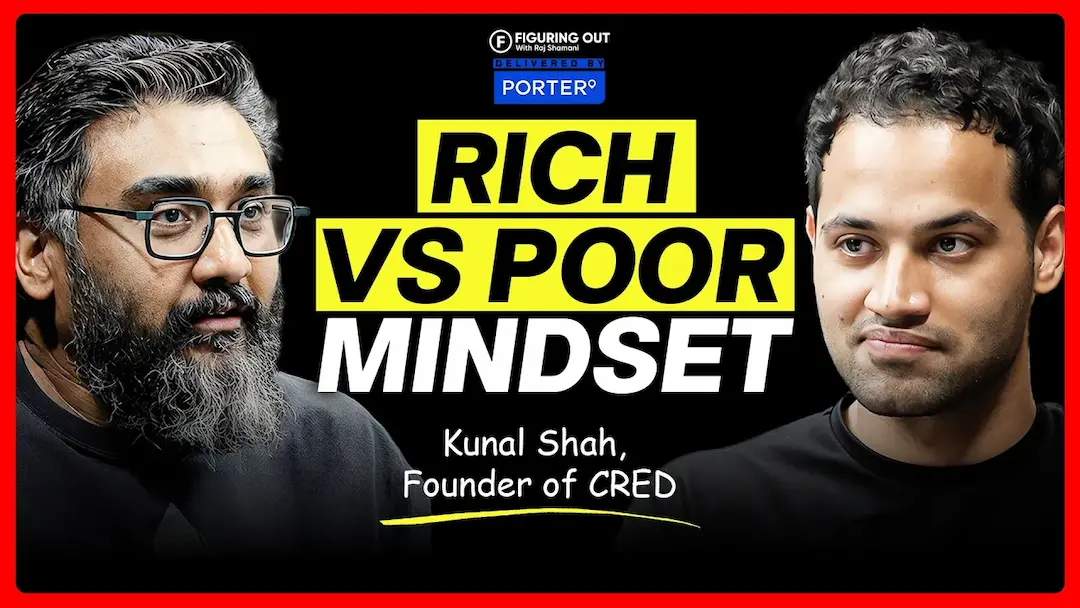 F FIGURING OUT
With Raj Shamani
DELIVERED BY
PORTER
RICH
VS POOR
MINDSET
Kunal Shah,
Founder of CRED